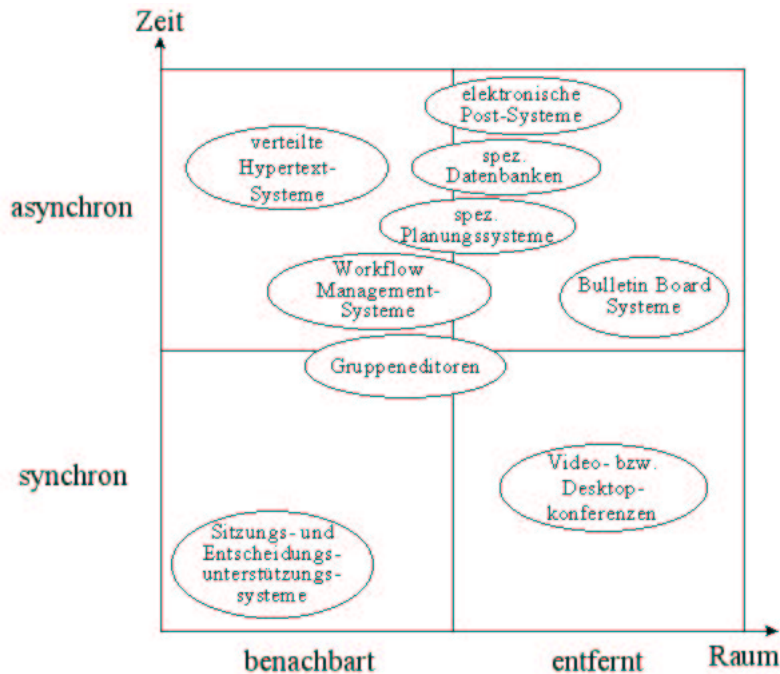 Zeit
elektronische
Post-Systeme
verteilte
Hypertext-
Systeme
spez.
Datenbanken
asynchron
spez.
Planungssysteme
Workflow
Management-
Systeme
Bulletin Board
Systeme
Gruppeneditoren
synchron
Video- bzw.
Desktop-
konferenzen
Sitzungs- und
Entscheidungs-
unterstützungs-
systeme
benachbart
entfernt
Raum